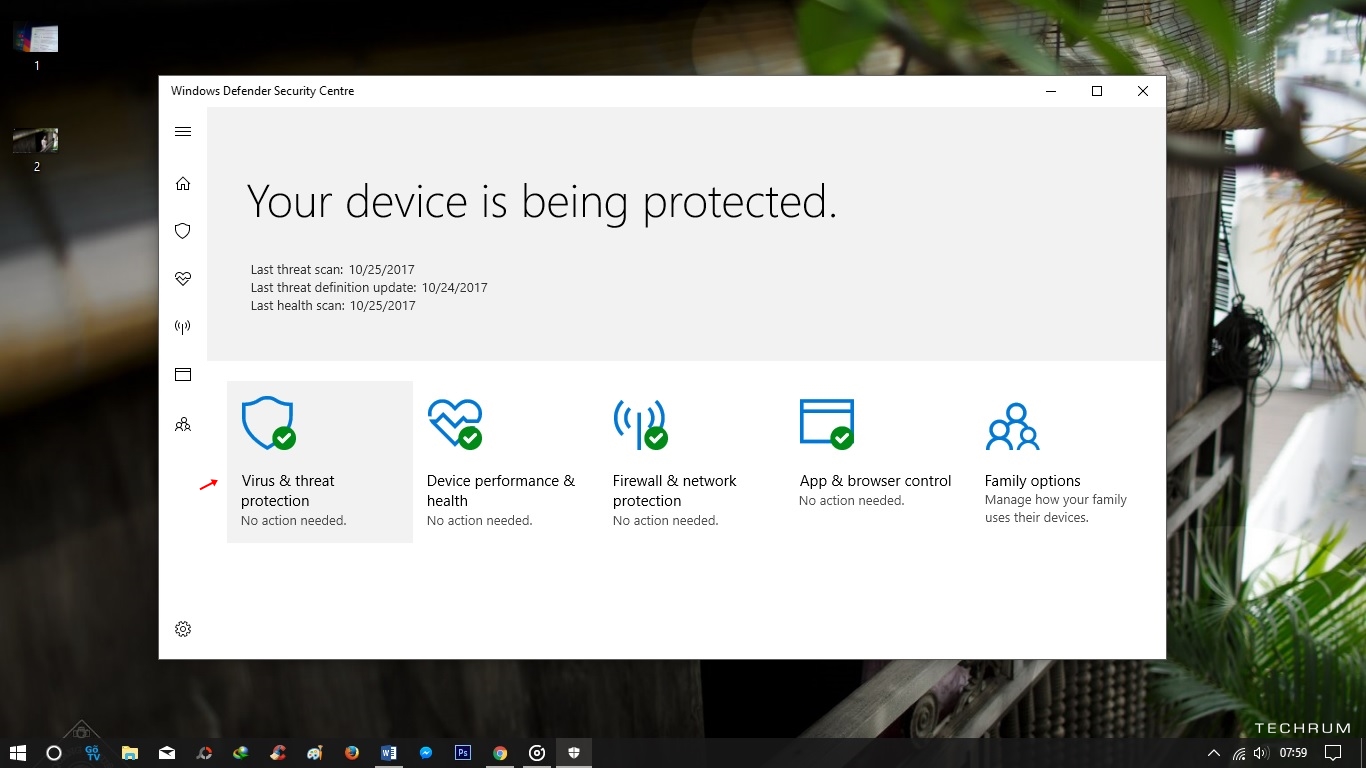 1
2
Windows Defender Security Centre
Your device is being protected.
Last threat scan: 10/25/2017
Last threat definition update: 10/24/2017
Last health scan: 10/25/2017
Virus & threat
protection
No action needed.
Device performance &
health
No action needed.
Firewall & network
protection
No action needed.
App & browser control
No action needed.
Family options
Manage how your family
uses their devices.
TECHRUM
Gō
TV
Ps
07:59